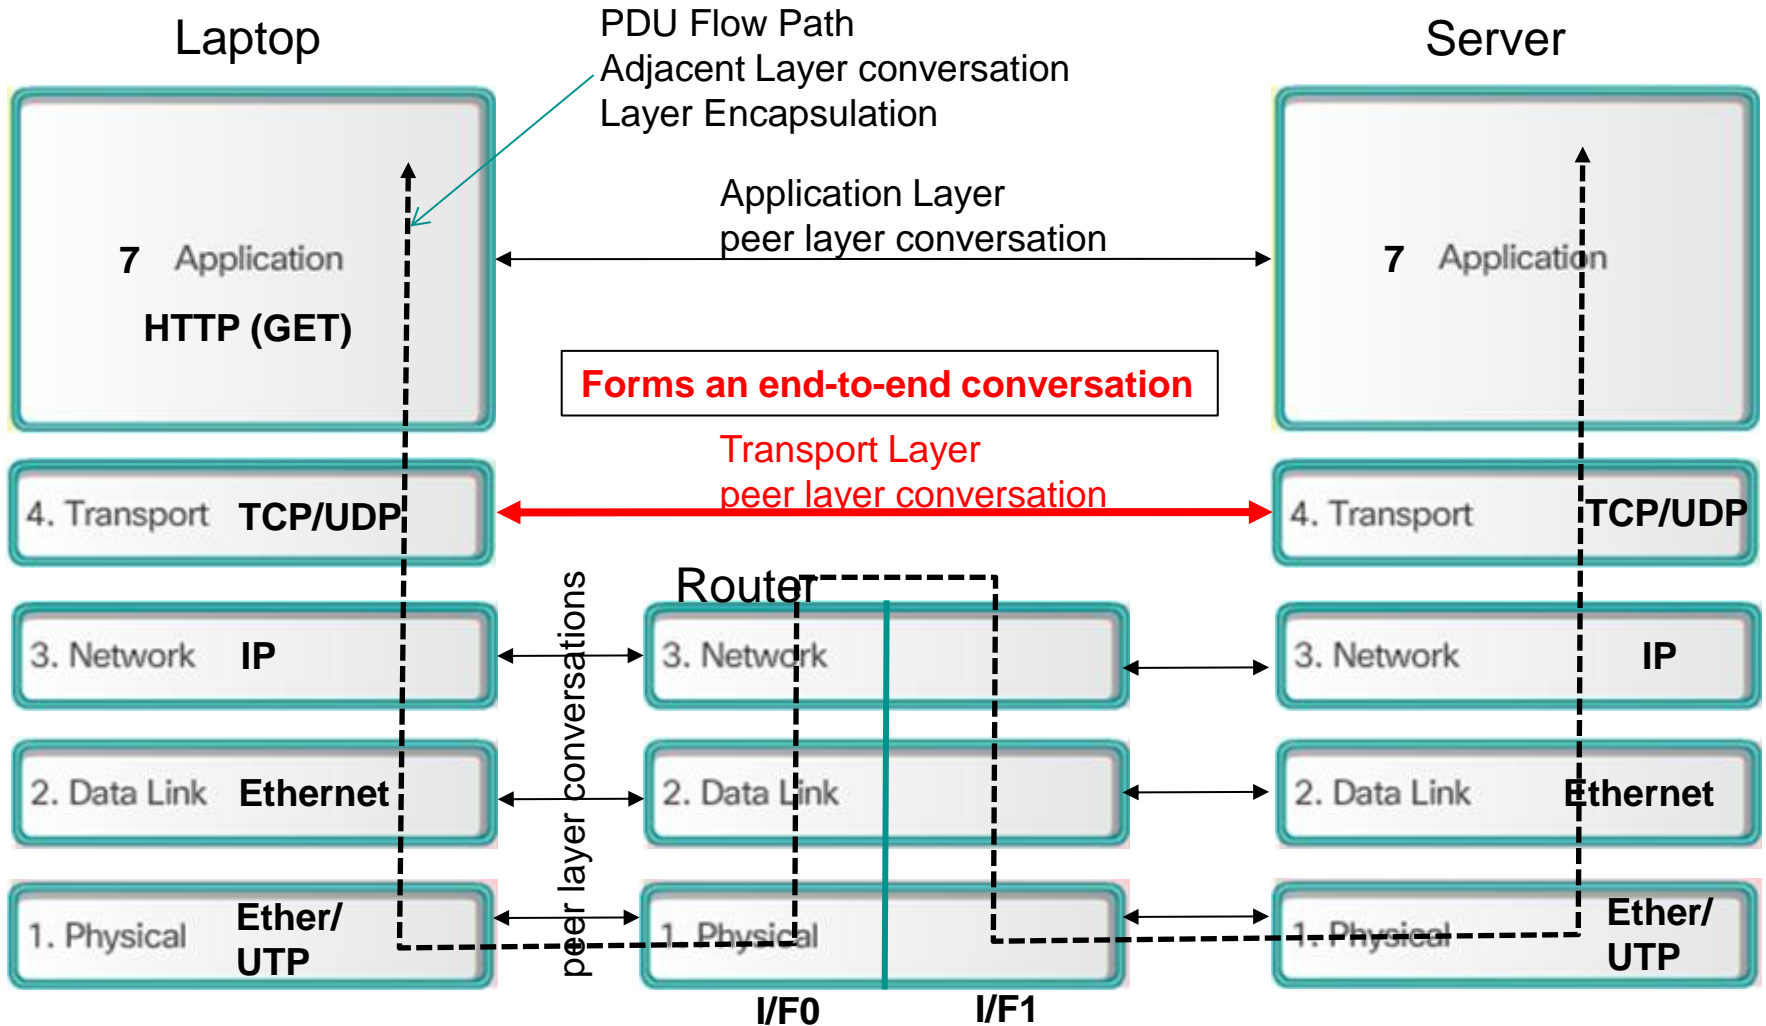 Laptop
PDU Flow Path
Adjacent Layer conversation
Layer Encapsulation
Server
Application Layer
peer layer conversation
7 Application
HTTP (GET)
7 Application
Forms an end-to-end conversation
Transport Layer
peer layer conversation
4. Transport TCP/UDP
4. Transport TCP/UDP
Router
peer layer conversations
3. Network IP
3. Network
3. Network IP
2. Data Link Ethernet
2. Data Link
2. Data Link Ethernet
1. Physical Ether/
UTP
1. Physical
1. Physical Ether/
UTP
I/F0
I/F1